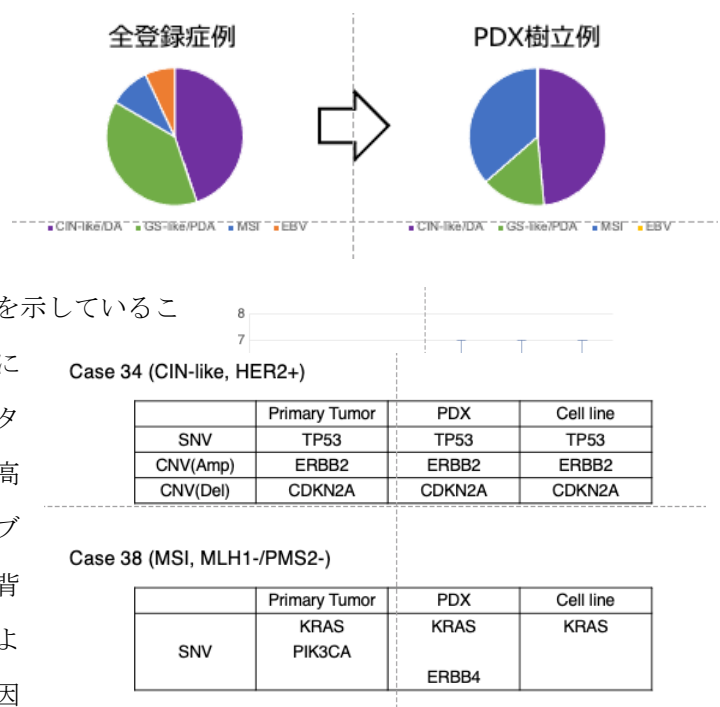 全登録症例 PDX樹立例
CIN-like/DA GS-like/PDA MSI EBV CIN-like/DA GS-like/PDA MSI EBV
を示しているこ
に
タ
高
ブ
背
よ
因
8
7
Case 34 (CIN-like, HER2+)
Primary Tumor PDX Cell line
SNV TP53 TP53 TP53
CNV(Amp) ERBB2 ERBB2 ERBB2
CNV(Del) CDKN2A CDKN2A CDKN2A
Case 38 (MSI, MLH1-/PMS2-)
Primary Tumor PDX Cell line
KRAS KRAS KRAS
SNV PIK3CA
ERBB4